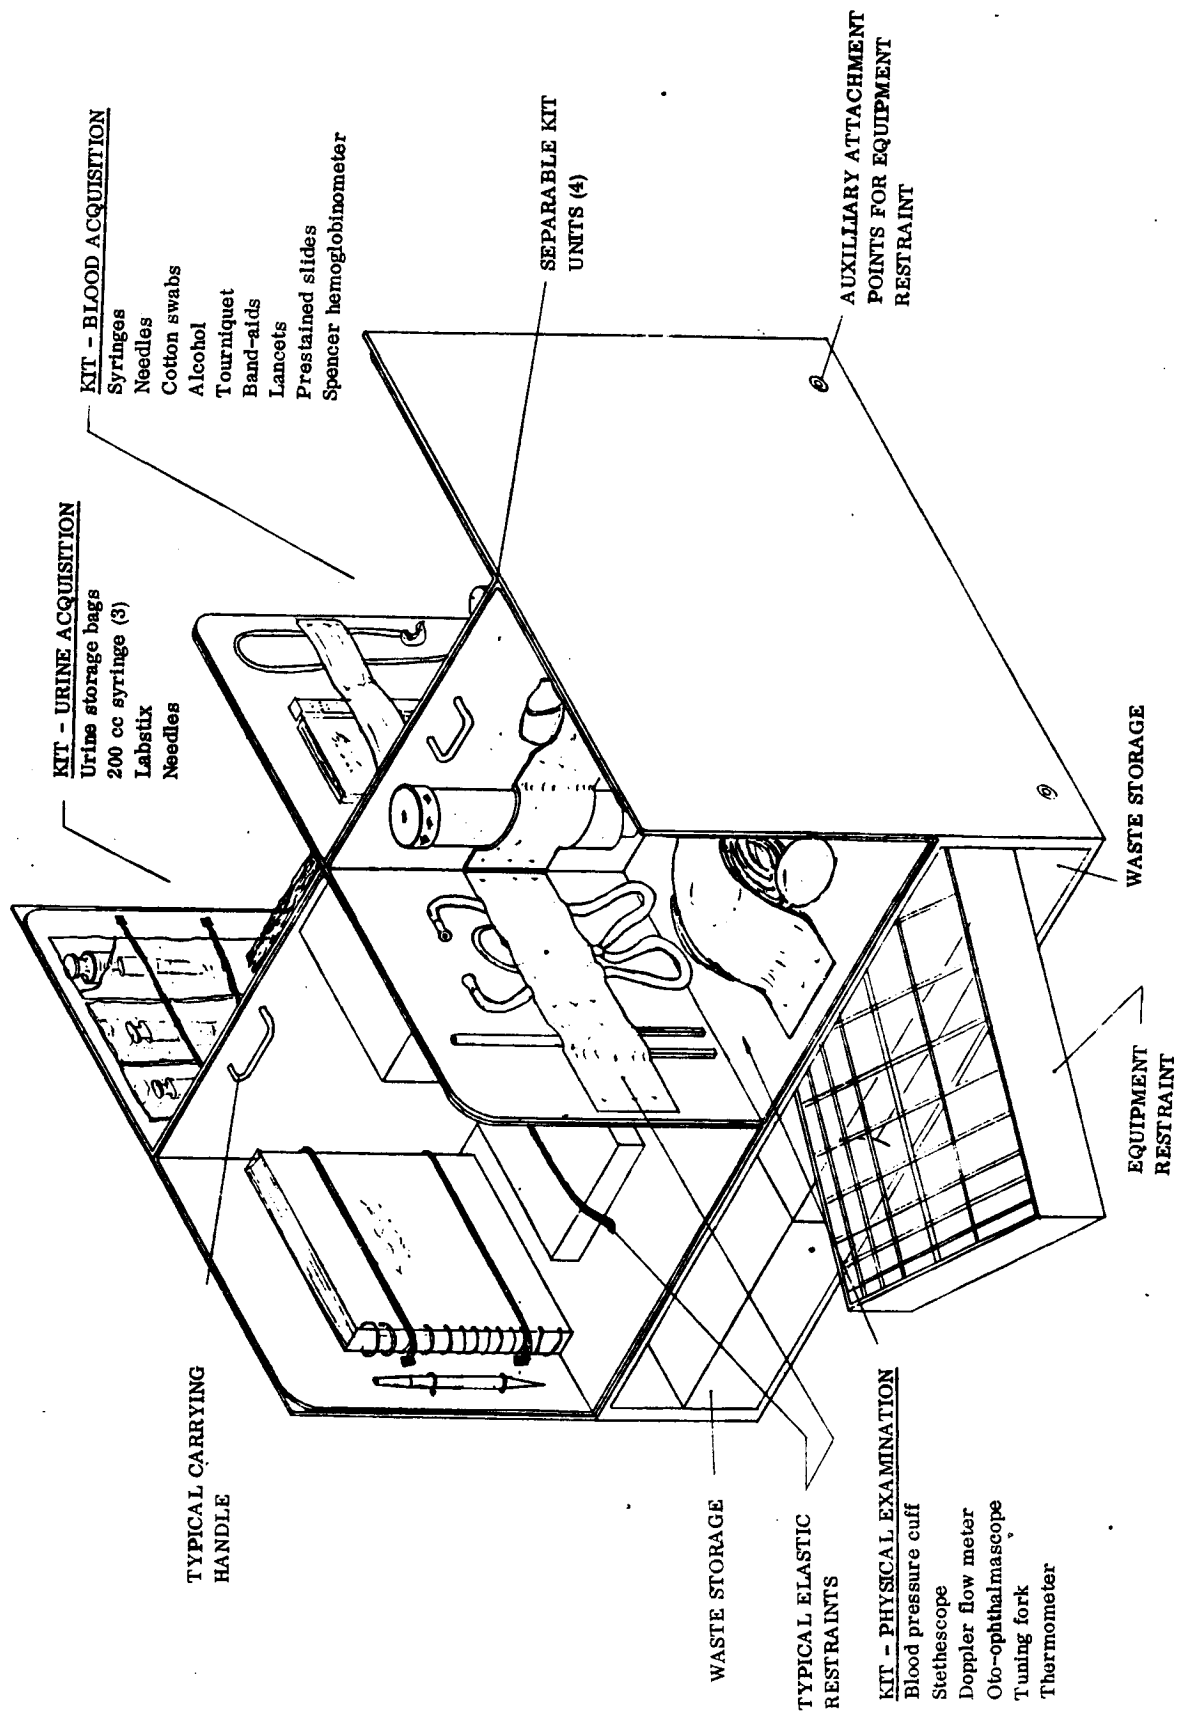 KIT - URINE ACQUISITION
Urine storage bags
200 cc syringe (3)
Labstix
Needles
KIT - BLOOD ACQUISITION
Syringes
Needles
Cotton swabs
Alcohol
Tourniquet
Band-aids
Lancets
Prestained slides
Spencer hemoglobinometer
TYPICAL CARRYING
HANDLE
SEPARABLE KIT
UNITS (4)
AUXILLIARY ATTACHMENT
POINTS FOR EQUIPMENT
RESTRAINT
WASTE STORAGE
TYPICAL ELASTIC
RESTRAINTS
KIT - PHYSICAL EXAMINATION
Blood pressure cuff
Stethescope
Doppler flow meter
Oto-ophthalmascope
Tuning fork
Thermometer
EQUIPMENT
RESTRAINT
WASTE STORAGE